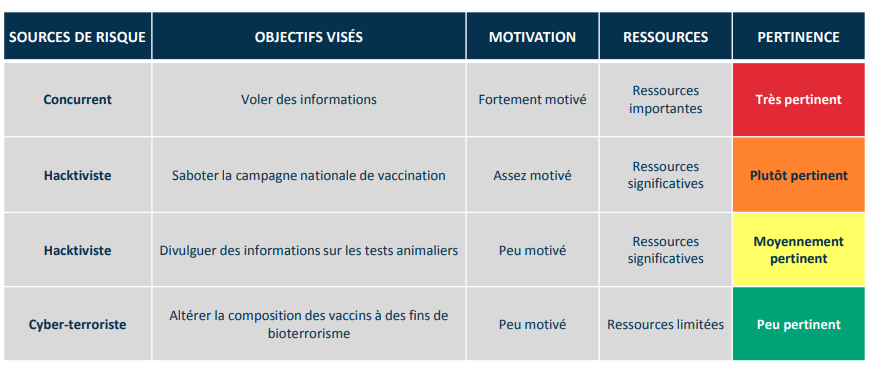 SOURCES DE RISQUE OBJECTIFS VISÉS MOTIVATION RESSOURCES PERTINENCE
Concurrent Voler des informations Fortement motivé Ressources importantes Très pertinent
Hacktiviste Saboter la campagne nationale de vaccination Assez motivé Ressources significatives Plutôt pertinent
Hacktiviste Divulguer des informations sur les tests animaliers Peu motivé Ressources significatives Moyennement pertinent
Cyber-terroriste Altérer la composition des vaccins à des fins de bioterrorisme Peu motivé Ressources limitées Peu pertinent